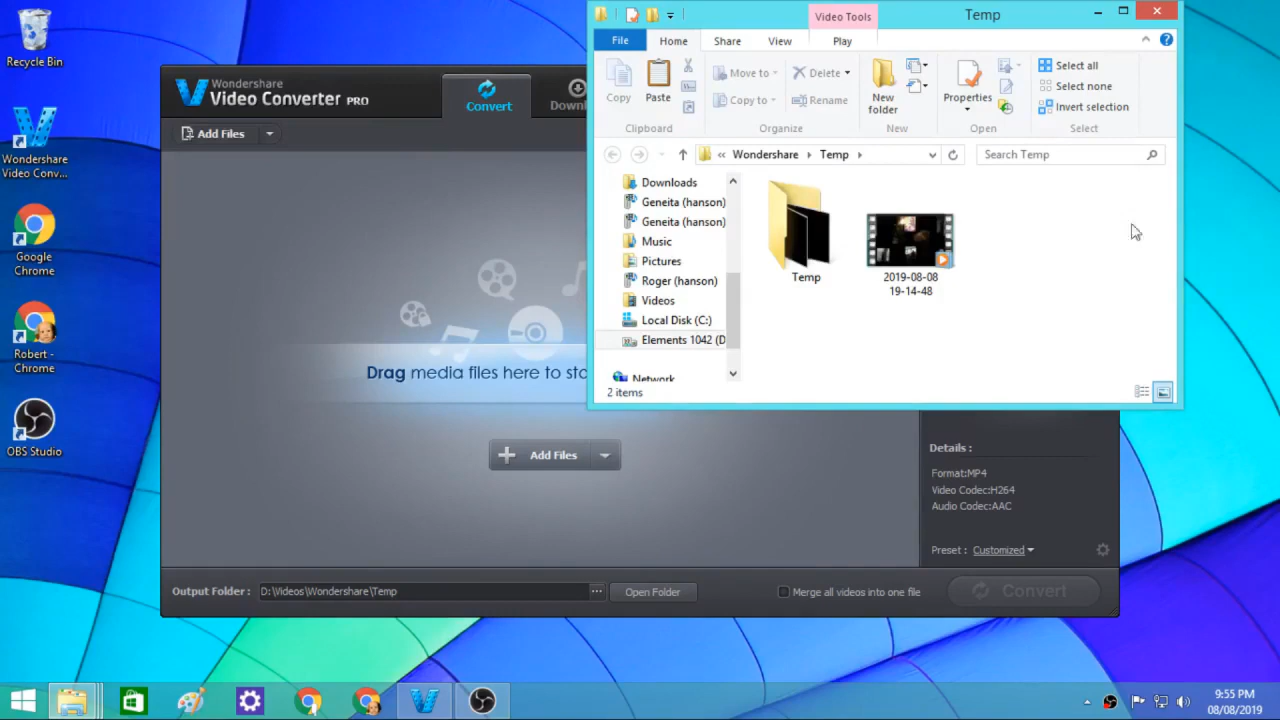 Recycle Bin
Wondershare
Video Conv...
Google
Chrome
Robert -
Chrome
OBS Studio
Wondershare
Video Converter PRO
Convert
Downl
Add Files
Drag media files here to sta
Add Files
Details :
Format:MP4
Video Codec:H264
Audio Codec:AAC
Preset : Customized
Output Folder : D:\Videos\Wondershare\Temp
Open Folder
Merge all videos into one file
Convert
Video Tools
Temp
File
Home
Share
View
Play
Copy
Paste
Move to
Copy to
Delete
Rename
New
folder
Properties
Select all
Select none
Invert selection
Clipboard
Organize
New
Open
Select
« Wondershare Temp
Search Temp
Downloads
Geneita (hanson)
Geneita (hanson)
Music
Pictures
Roger (hanson)
Videos
Local Disk (C:)
Elements 1042 (D
Network
Temp
2019-08-08
19-14-48
2 items
9:55 PM
08/08/2019